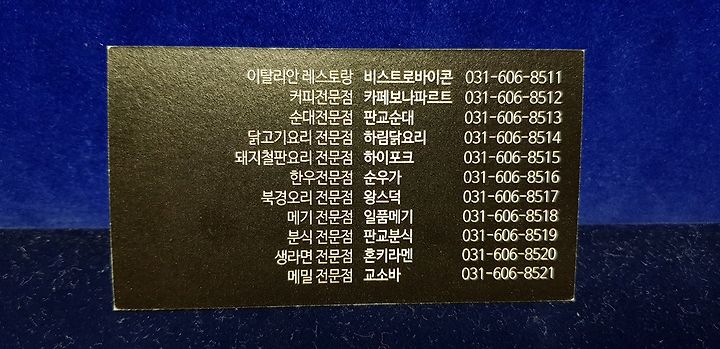 이탈리안 레스토랑 비스트로바이콘 031-606-8511
커피전문점 카페보나파르트 031-606-8512
순대전문점 판교순대 031-606-8513
닭고기요리 전문점 하림닭요리 031-606-8514
돼지철판요리 전문점 하이포크 031-606-8515
한우전문점 순우가 031-606-8516
북경오리 전문점 왕스덕 031-606-8517
메기 전문점 일품메기 031-606-8518
분식 전문점 판교분식 031-606-8519
생라면 전문점 혼키라멘 031-606-8520
메밀 전문점 교소바 031-606-8521